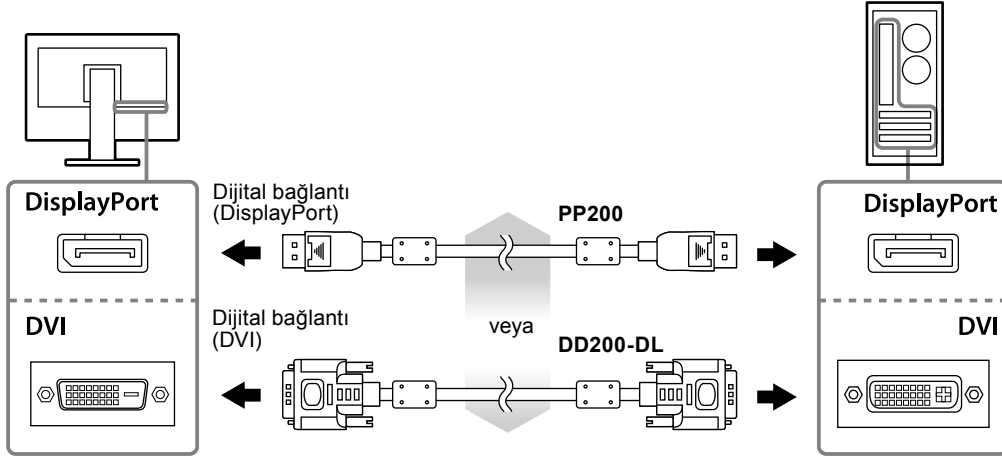 DisplayPort
Dijital bağlantı
(DisplayPort)
PP200
DisplayPort
DVI
Dijital bağlantı
(DVI)
veya
DD200-DL
DVI